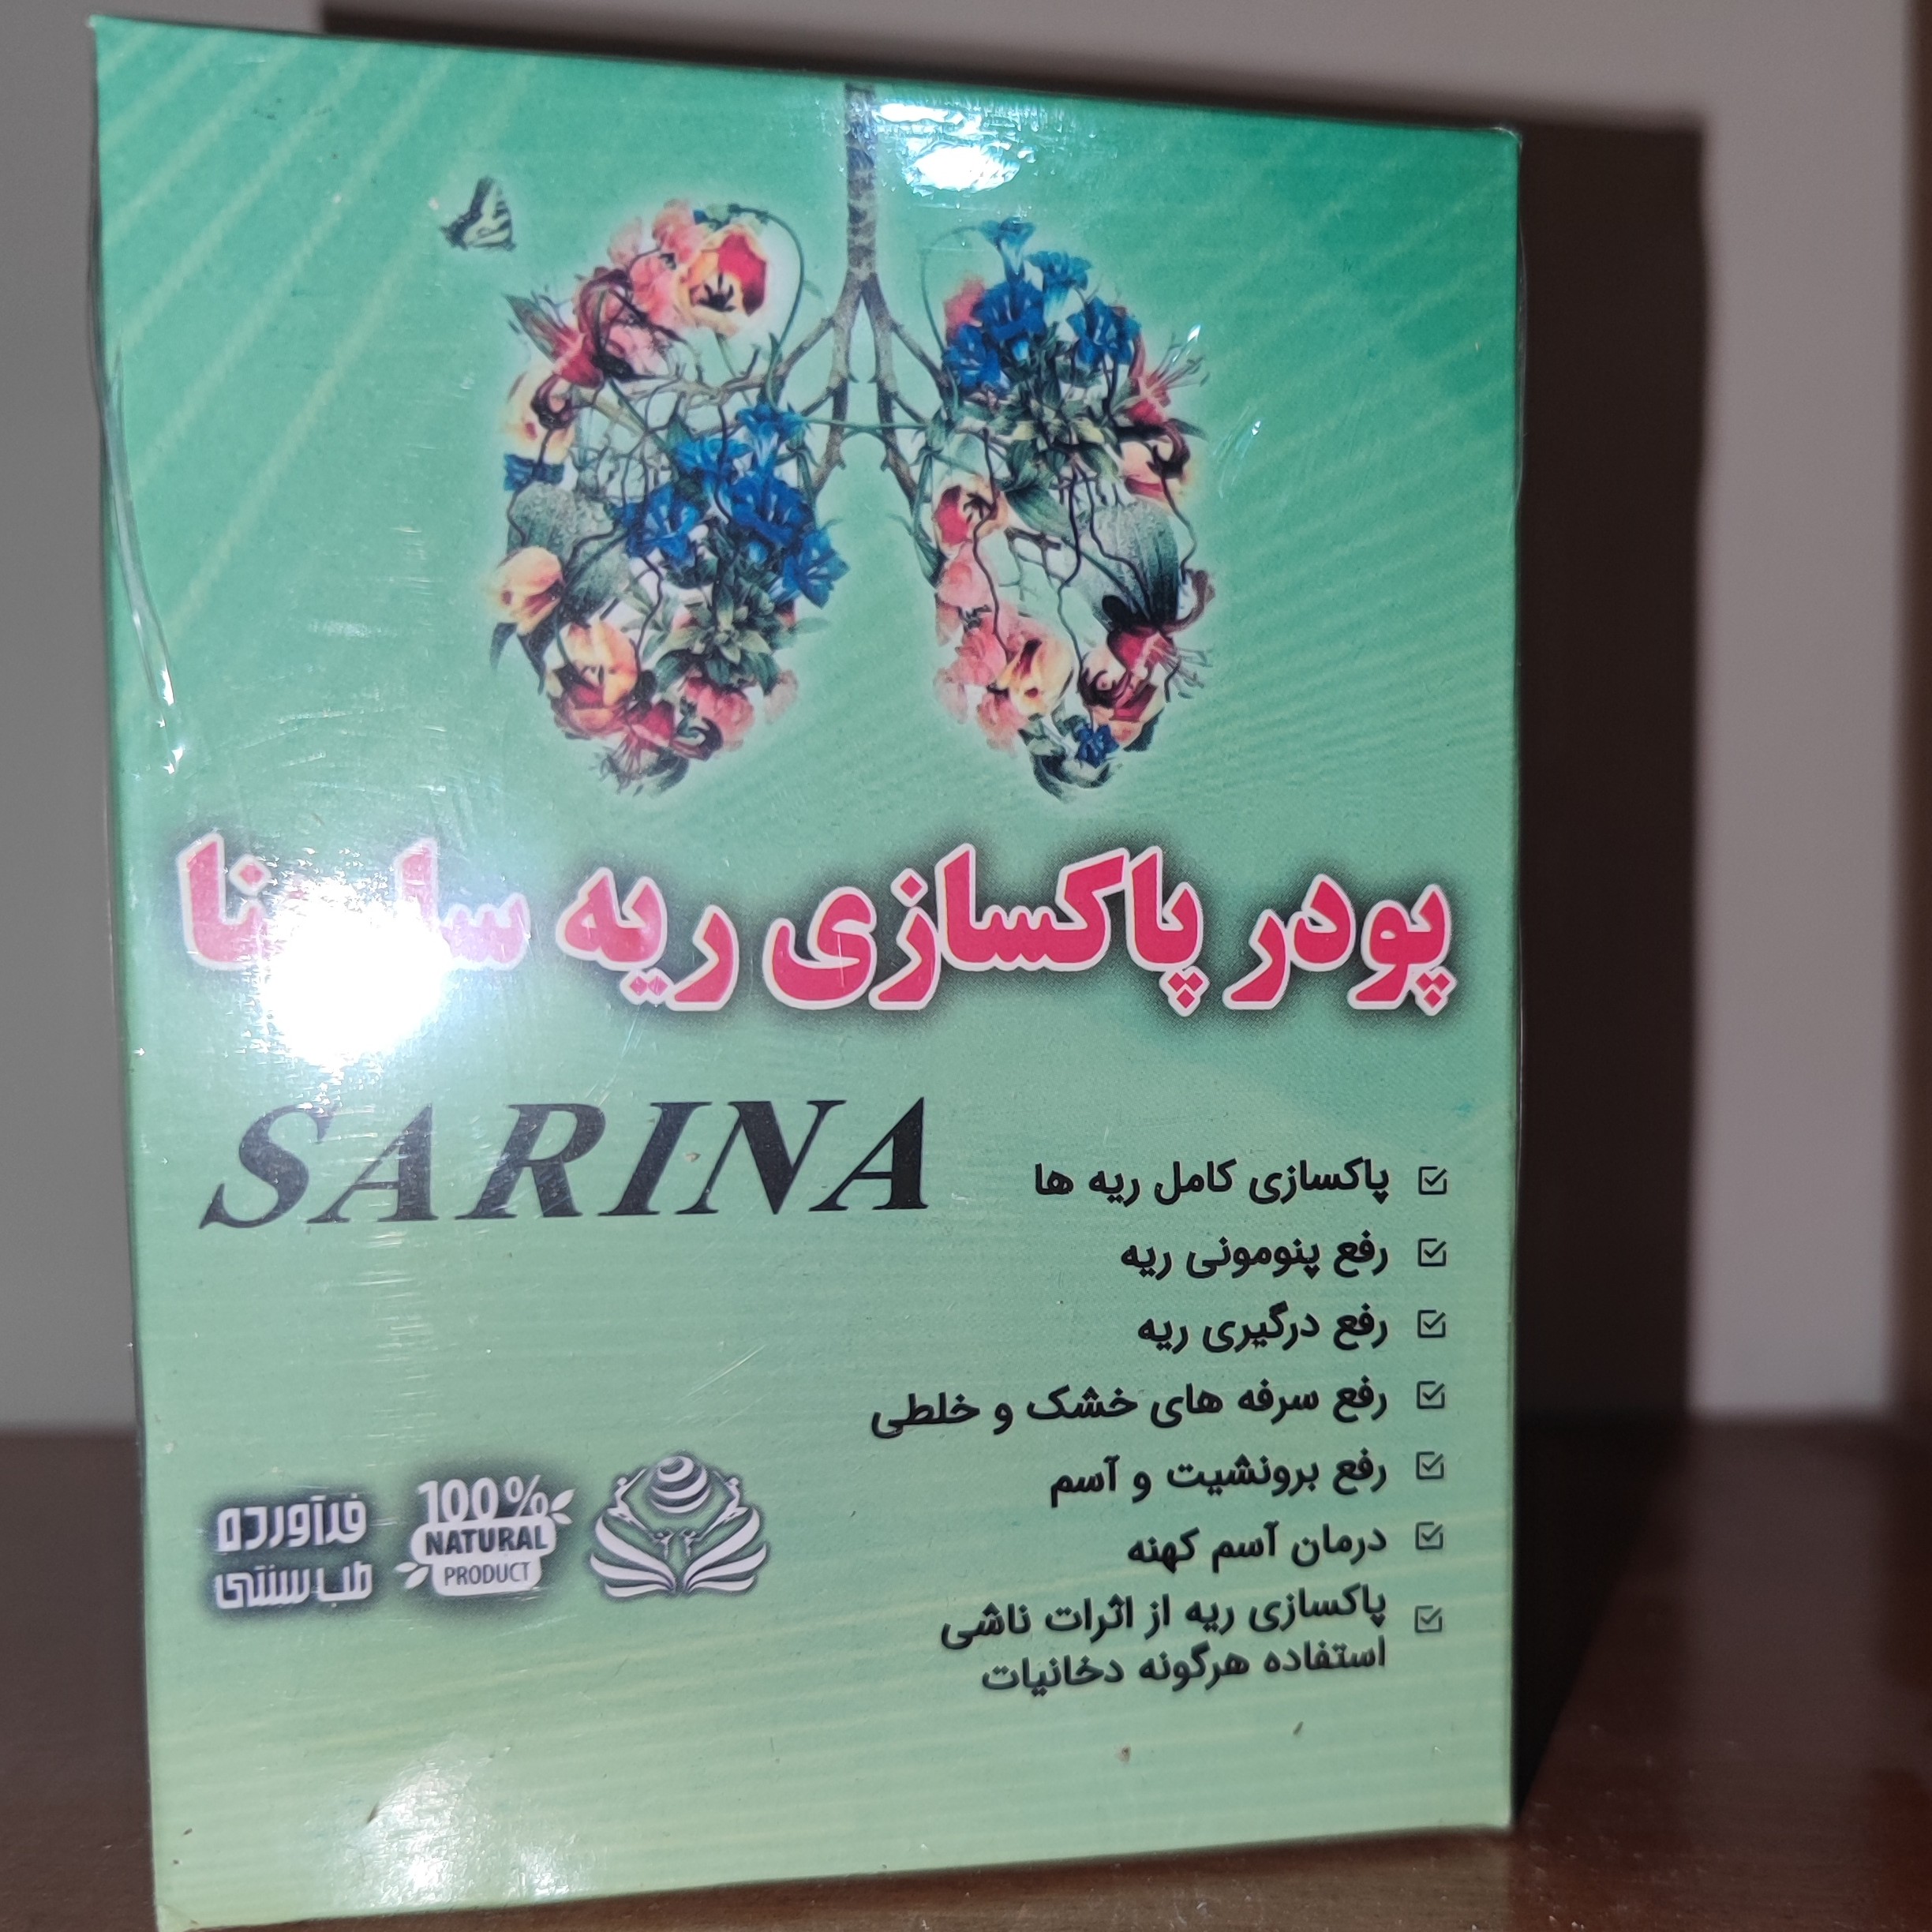 پودر پاکسازی ریه سارینا
SARINA
پاکسازی کامل ریه ها
رفع پنومونی ریه
رفع درگیری ریه
رفع سرفه های خشک و خلطی
رفع برونشیت و آسم
درمان آسم کهنه
پاکسازی ریه از اثرات ناشی
استفاده هرگونه دخانیات
فرآورده
طب سنتی
100%
NATURAL
PRODUCT